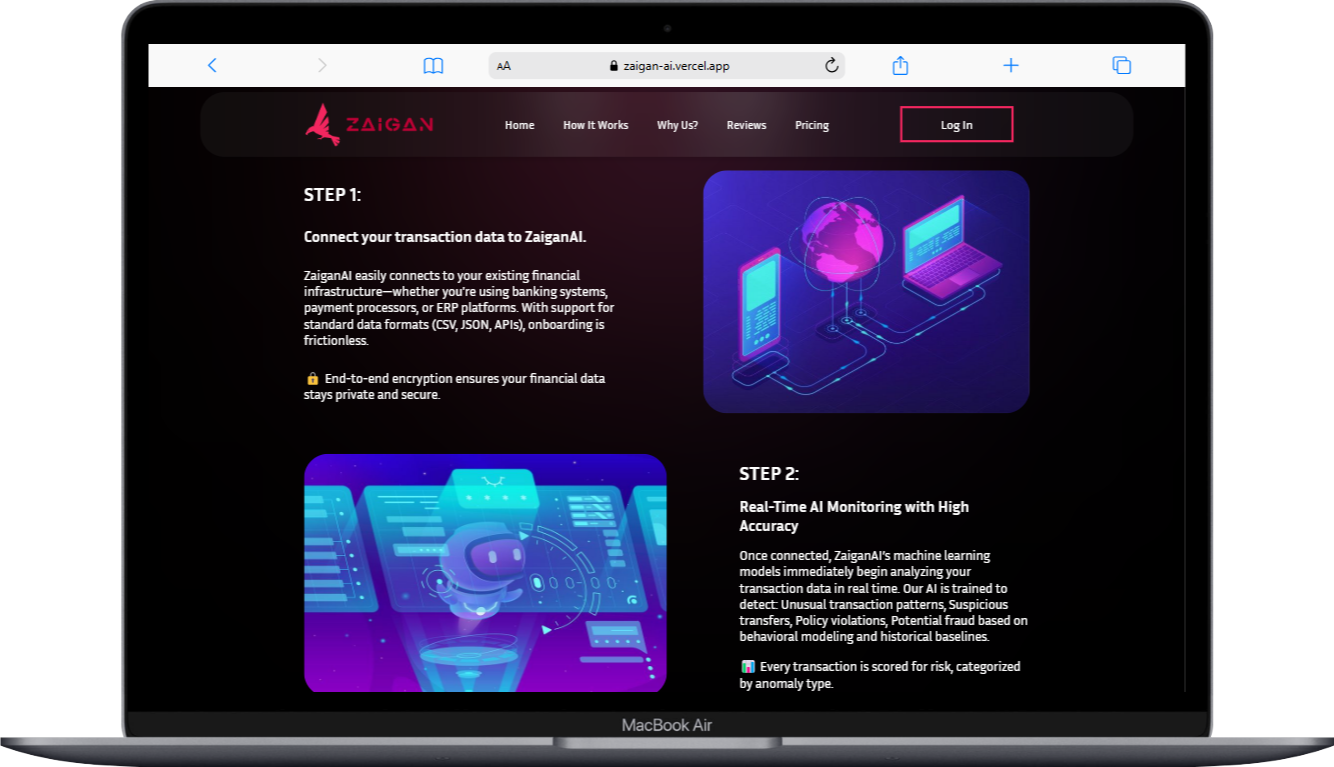 AA
zaigan-ai.vercel.app
ZAIGAN
Home
How It Works
Why Us?
Reviews
Pricing
Log In
STEP 1:
Connect your transaction data to ZaiganAI.
ZaiganAI easily connects to your existing financial
infrastructure—whether you're using banking systems,
payment processors, or ERP platforms. With support for
standard data formats (CSV, JSON, APIs), onboarding is
frictionless.
🔒 End-to-end encryption ensures your financial data
stays private and secure.
STEP 2:
Real-Time AI Monitoring with High
Accuracy
Once connected, ZaiganAI's machine learning
models immediately begin analyzing your
transaction data in real time. Our AI is trained to
detect: Unusual transaction patterns, Suspicious
transfers, Policy violations, Potential fraud based on
behavioral modeling and historical baselines.
📊 Every transaction is scored for risk, categorized
by anomaly type.
MacBook Air